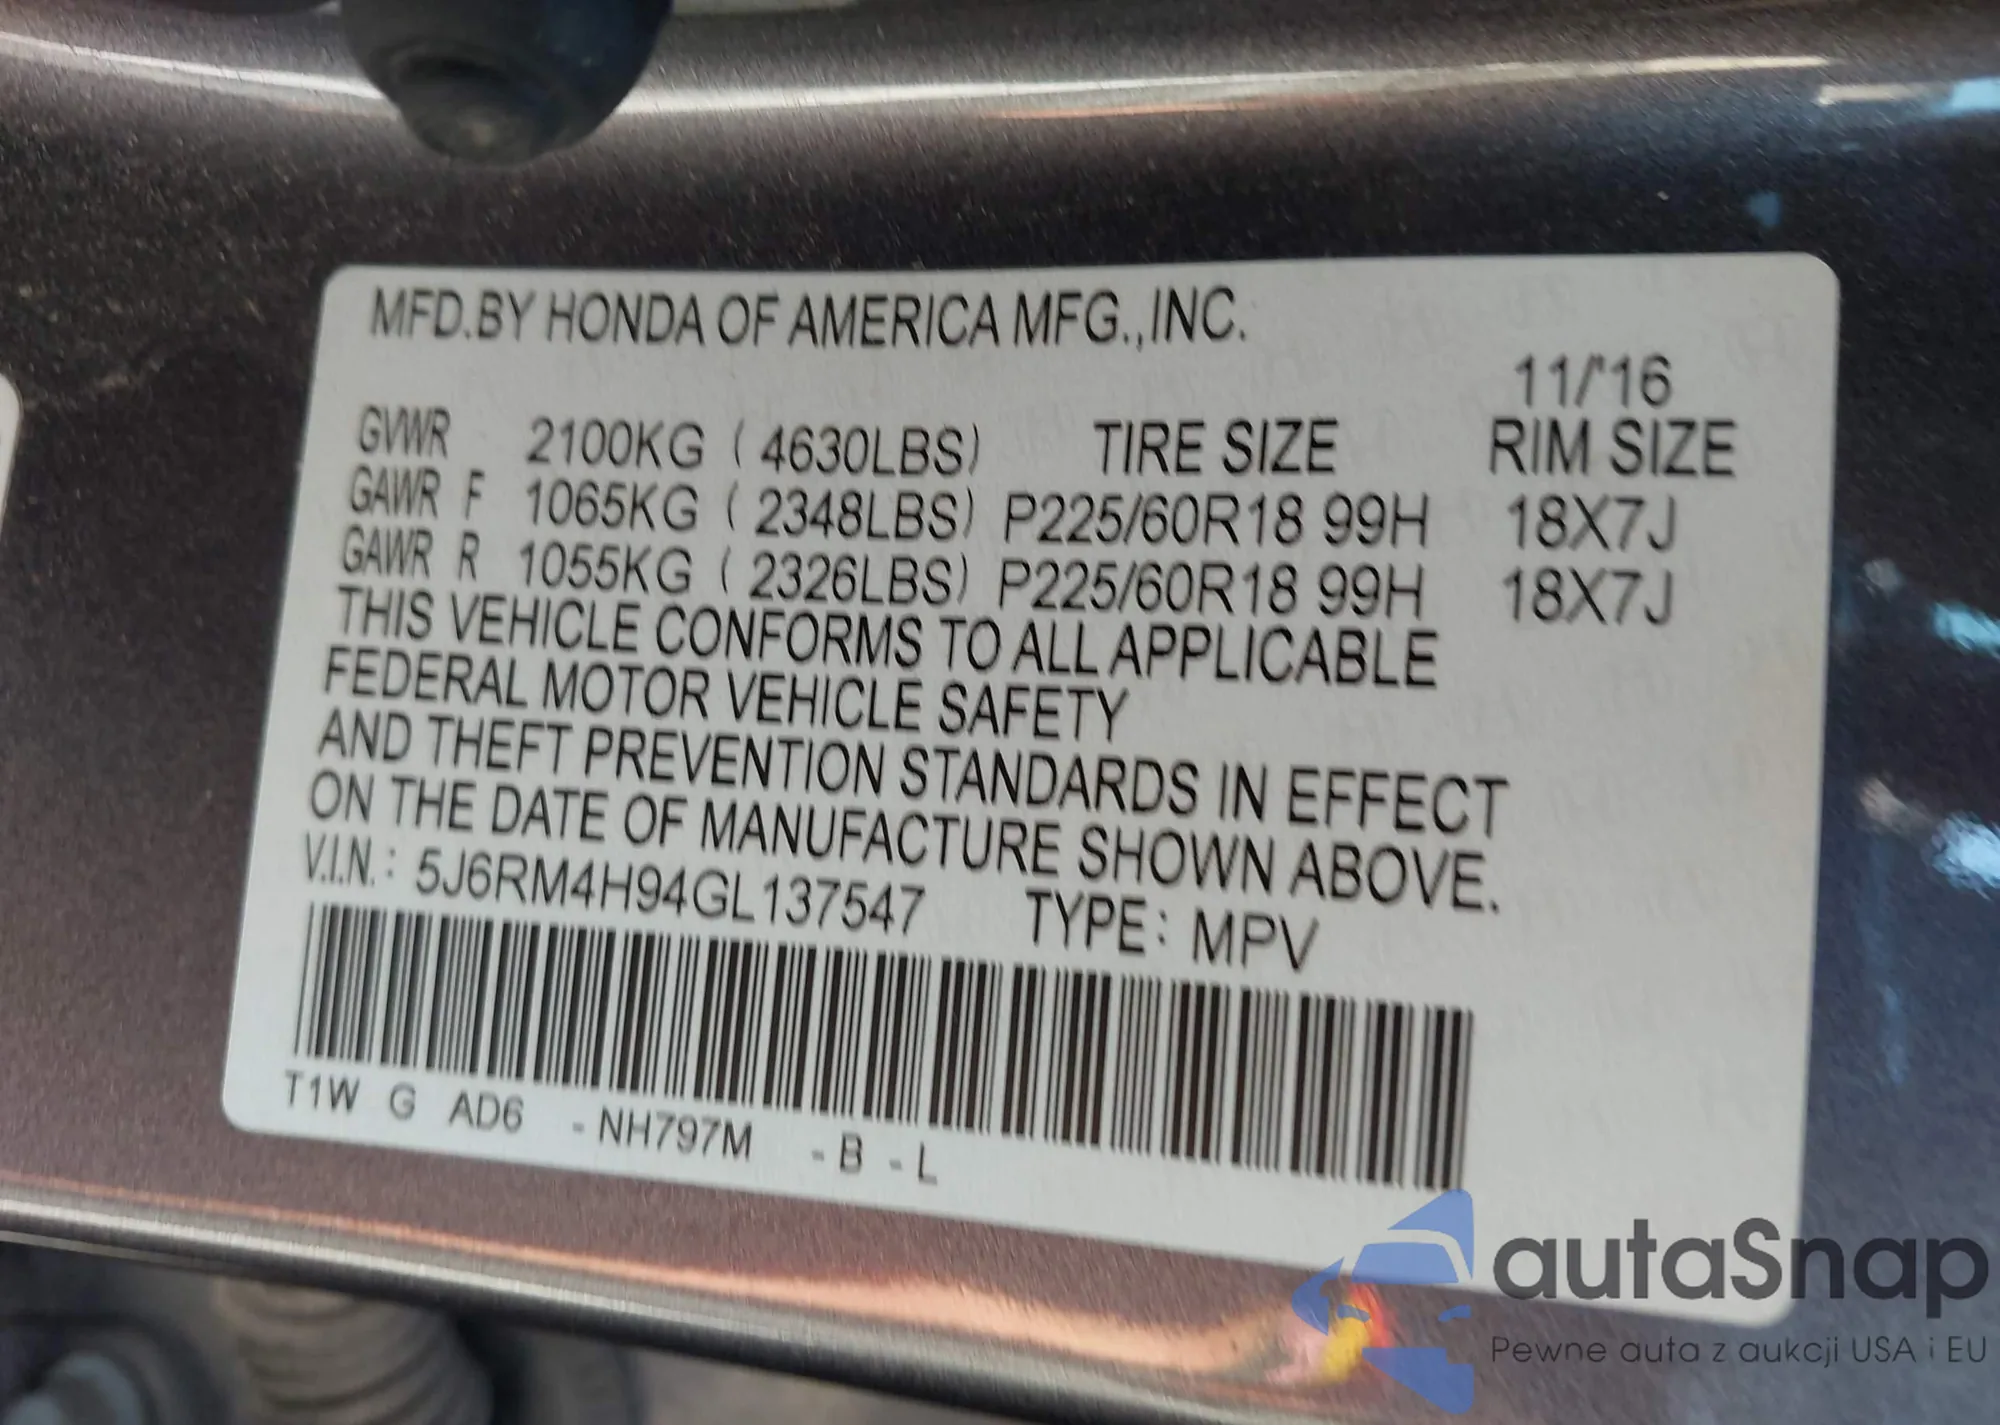 MFD.BY HONDA OF AMERICA MFG.,INC.
11/'16
GVWR 2100KG (4630LBS) TIRE SIZE RIM SIZE
GAWR F 1065KG (2348LBS) P225/60R18 99H 18X7J
GAWR R 1055KG (2326LBS) P225/60R18 99H 18X7J
THIS VEHICLE CONFORMS TO ALL APPLICABLE
FEDERAL MOTOR VEHICLE SAFETY
AND THEFT PREVENTION STANDARDS IN EFFECT
ON THE DATE OF MANUFACTURE SHOWN ABOVE.
V.I.N.: 5J6RM4H94GL137547 TYPE: MPV
T1W G AD6 -NH797M -B -L
autaSnap
Pewne auta z aukcji USA i EU